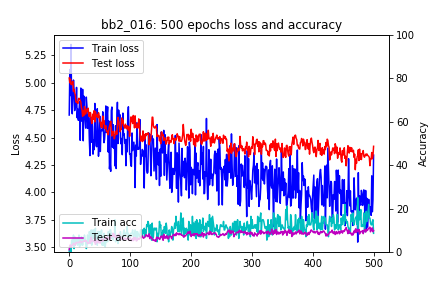 bb2_016: 500 epochs loss and accuracy
Train loss
Test loss
Train acc
Test acc
Loss
5.25
5.00
4.75
4.50
4.25
4.00
3.75
3.50
0
100
200
300
400
500
100
80
60
40
20
0
Accuracy